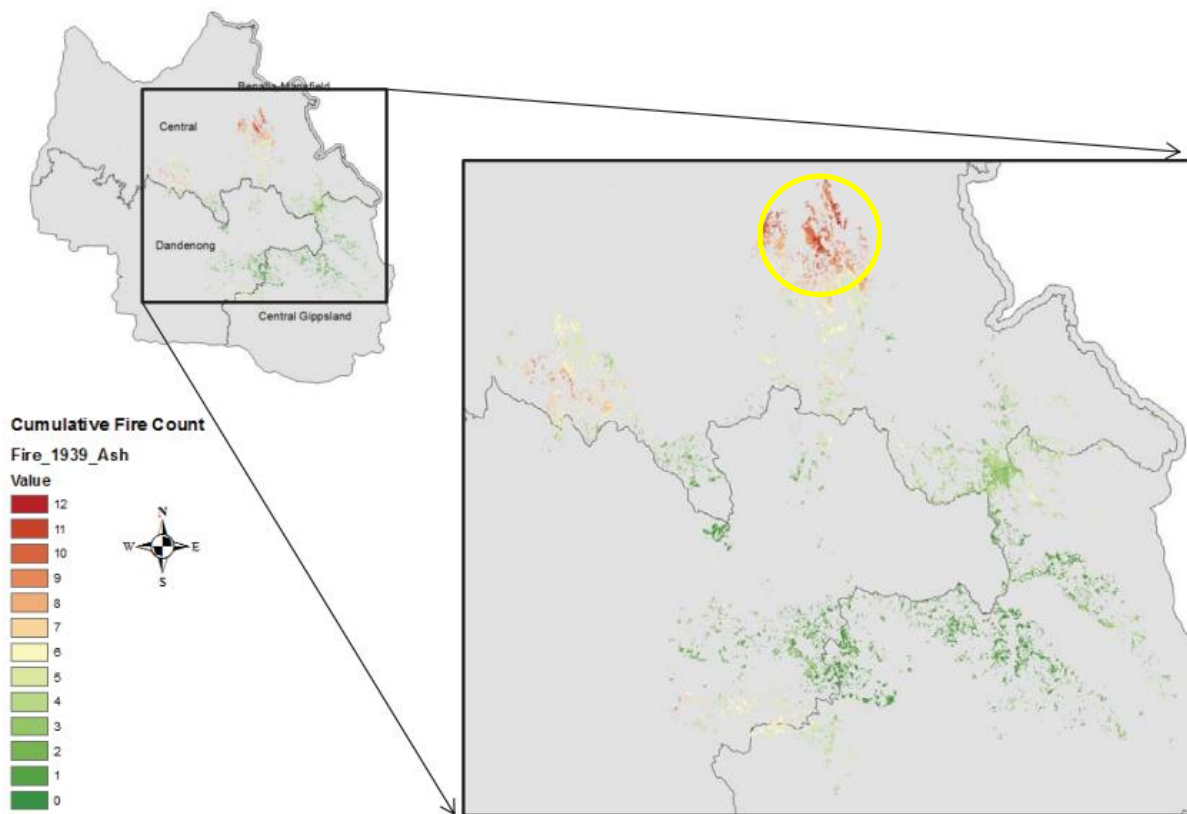 Benalla-Mansfield
Central
Dandenong
Central Gippsland
Cumulative Fire Count
Fire_1939_Ash
Value
12
11
10
9
8
7
6
5
4
3
2
1
0
N
W E
S